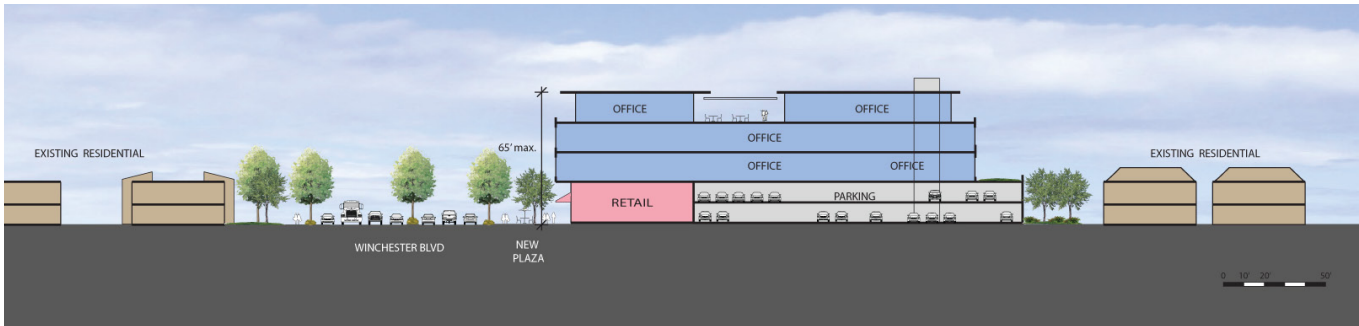 OFFICE
OFFICE
OFFICE
65' max.
EXISTING RESIDENTIAL
EXISTING RESIDENTIAL
OFFICE
OFFICE
RETAIL
PARKING
WINCHESTER BLVD
NEW
PLAZA
0 10' 20' 50'